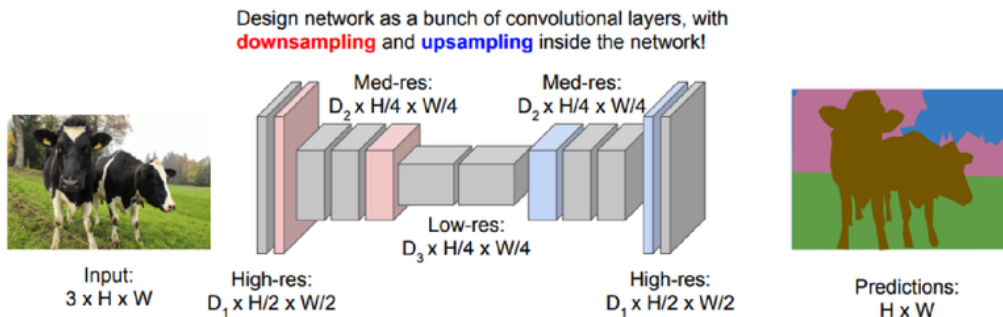 Design network as a bunch of convolutional layers, with
downsampling and upsampling inside the network!
Med-res:
D₂ x H/4 x W/4
Med-res:
D₂ x H/4 x W/4
Low-res:
D₃ x H/4 x W/4
Input:
3 x H x W
High-res:
D₁ x H/2 x W/2
High-res:
D₁ x H/2 x W/2
Predictions:
H x W